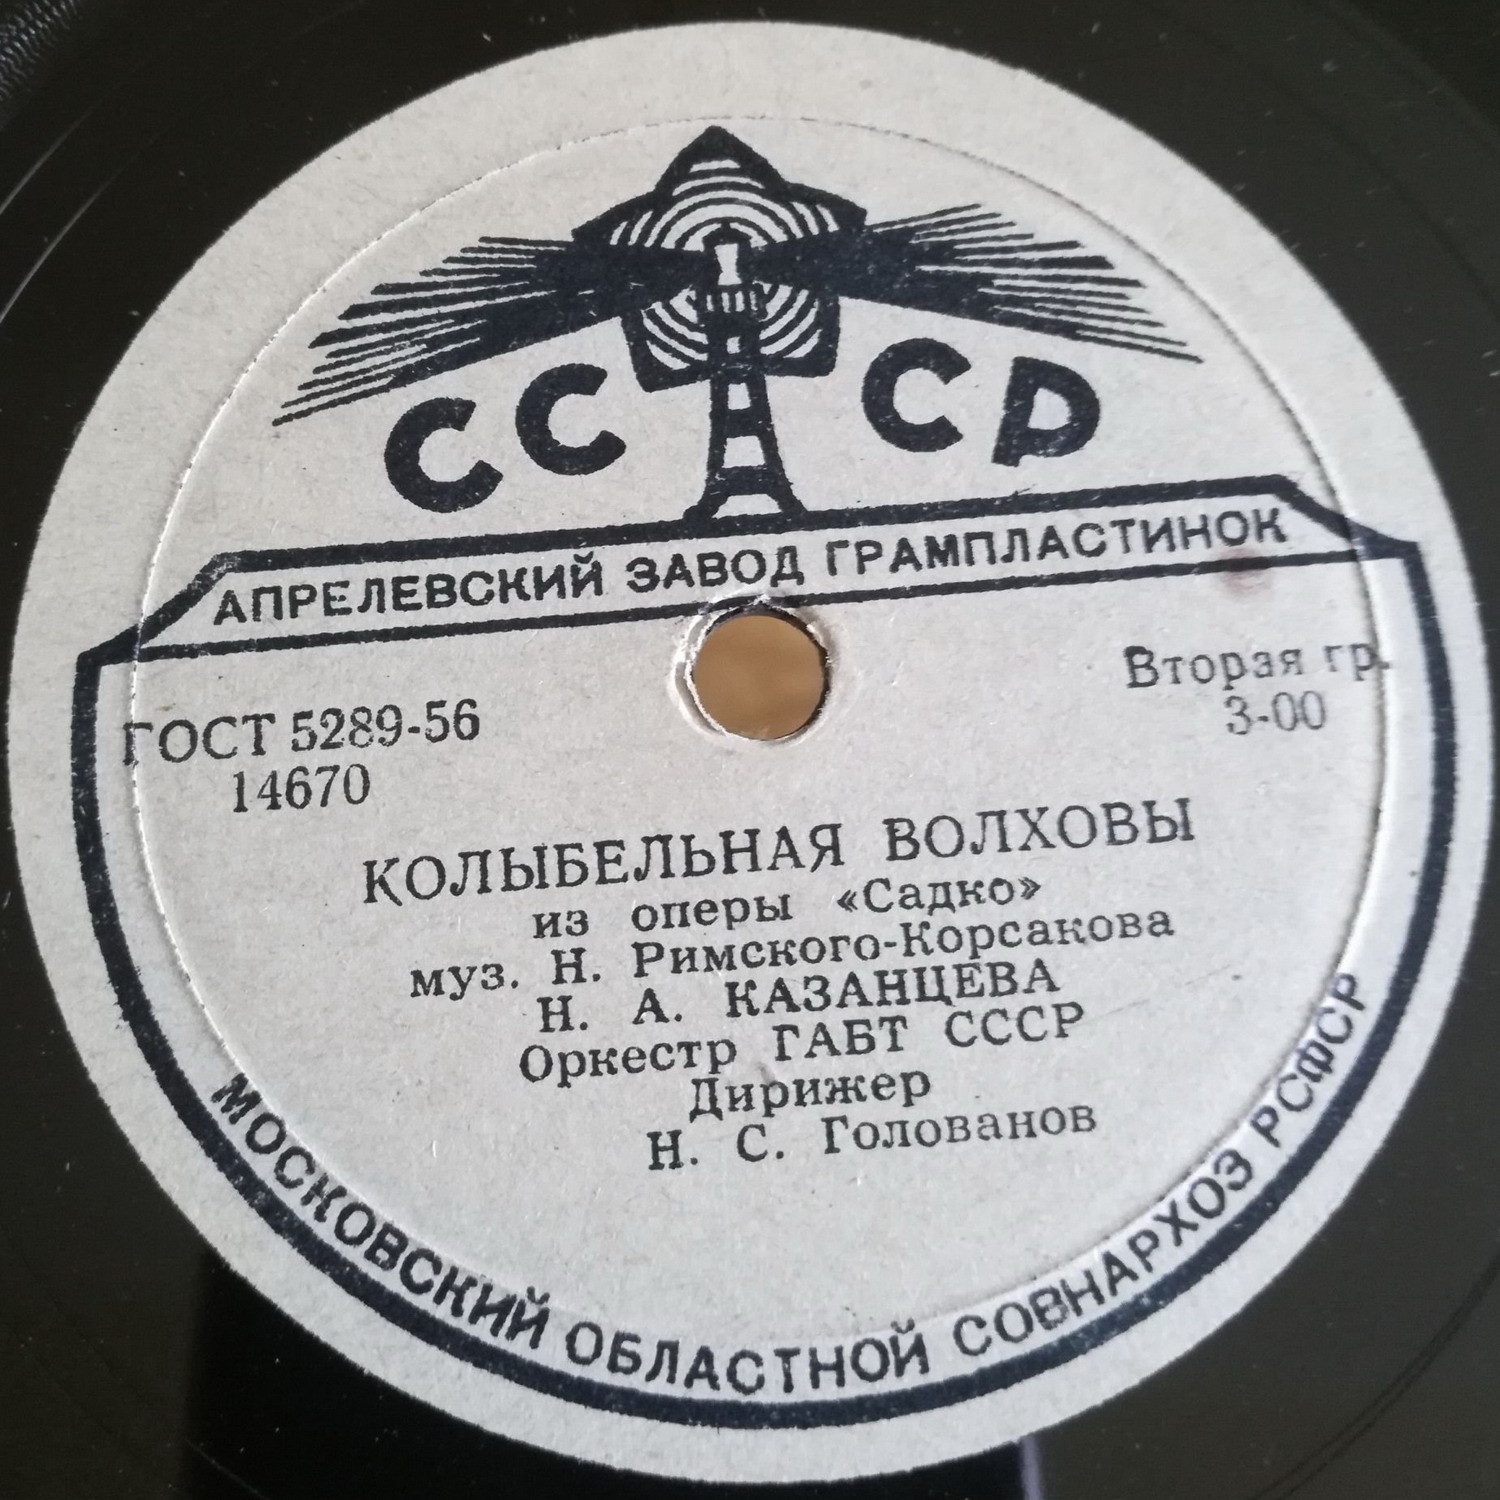 СССР
АПРЕЛЕВСКИЙ ЗАВОД ГРАМПЛАСТИНОК
Вторая гр.
3-00
ГОСТ 5289-56
14670
КОЛЫБЕЛЬНАЯ ВОЛХОВЫ
из оперы «Садко»
муз. Н. Римского-Корсакова
Н. А. КАЗАНЦЕВА
Оркестр ГАБТ СССР
Дирижер
Н. С. Голованов
МОСКОВСКИЙ ОБЛАСТНОЙ СОВНАРХОЗ РСФСР